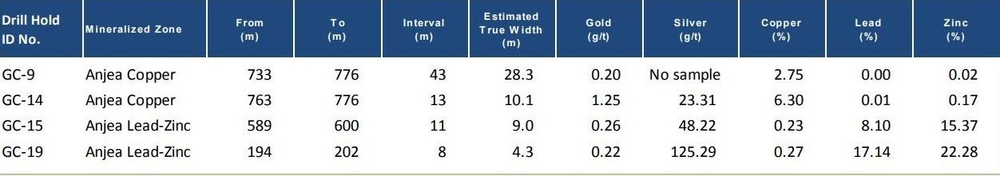 Drill Hold ID No. Mineralized Zone From (m) To (m) Interval (m) Estimated True Width (m) Gold (g/t) Silver (g/t) Copper (%) Lead (%) Zinc (%)
GC-9 Anjea Copper 733 776 43 28.3 0.20 No sample 2.75 0.00 0.02
GC-14 Anjea Copper 763 776 13 10.1 1.25 23.31 6.30 0.01 0.17
GC-15 Anjea Lead-Zinc 589 600 11 9.0 0.26 48.22 0.23 8.10 15.37
GC-19 Anjea Lead-Zinc 194 202 8 4.3 0.22 125.29 0.27 17.14 22.28